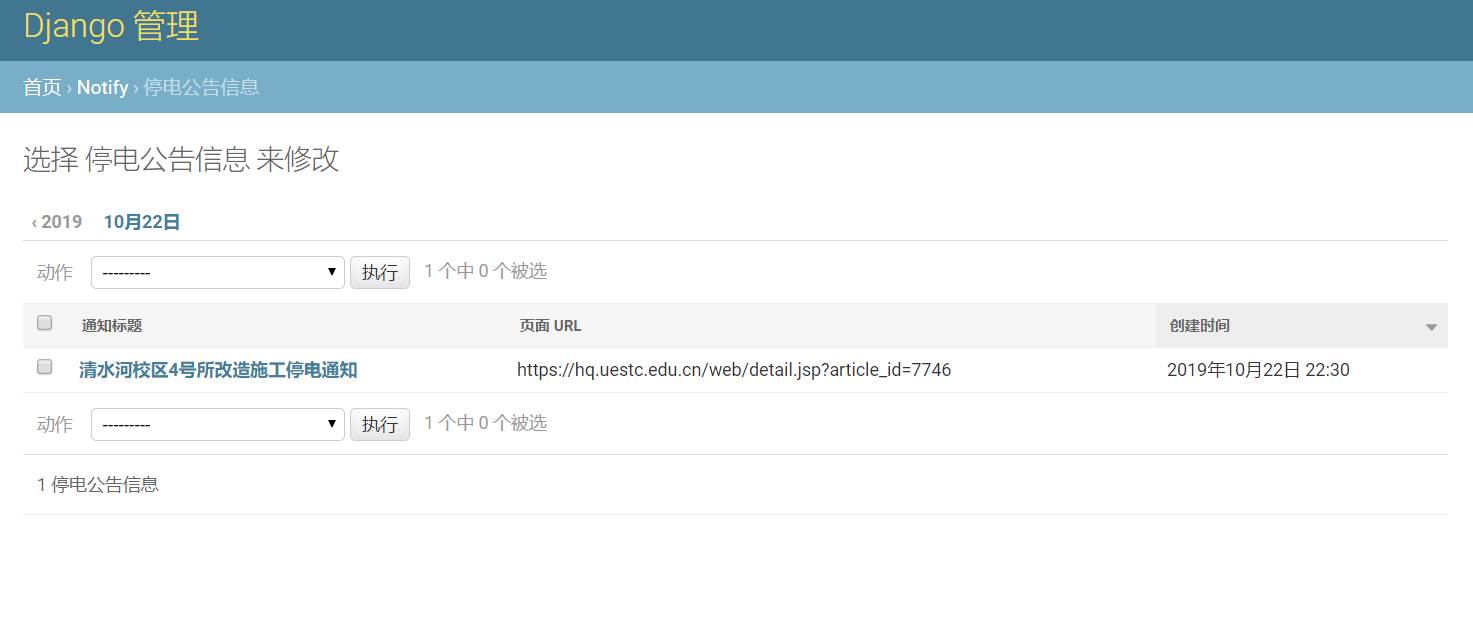 Django 管理
首页 › Notify › 停电公告信息
选择 停电公告信息 来修改
‹ 2019 10月22日
动作 --------- 执行 1 个中 0 个被选
通知标题 页面 URL 创建时间
清水河校区4号所改造施工停电通知 https://hq.uestc.edu.cn/web/detail.jsp?article_id=7746 2019年10月22日 22:30
动作 --------- 执行 1 个中 0 个被选
1 停电公告信息